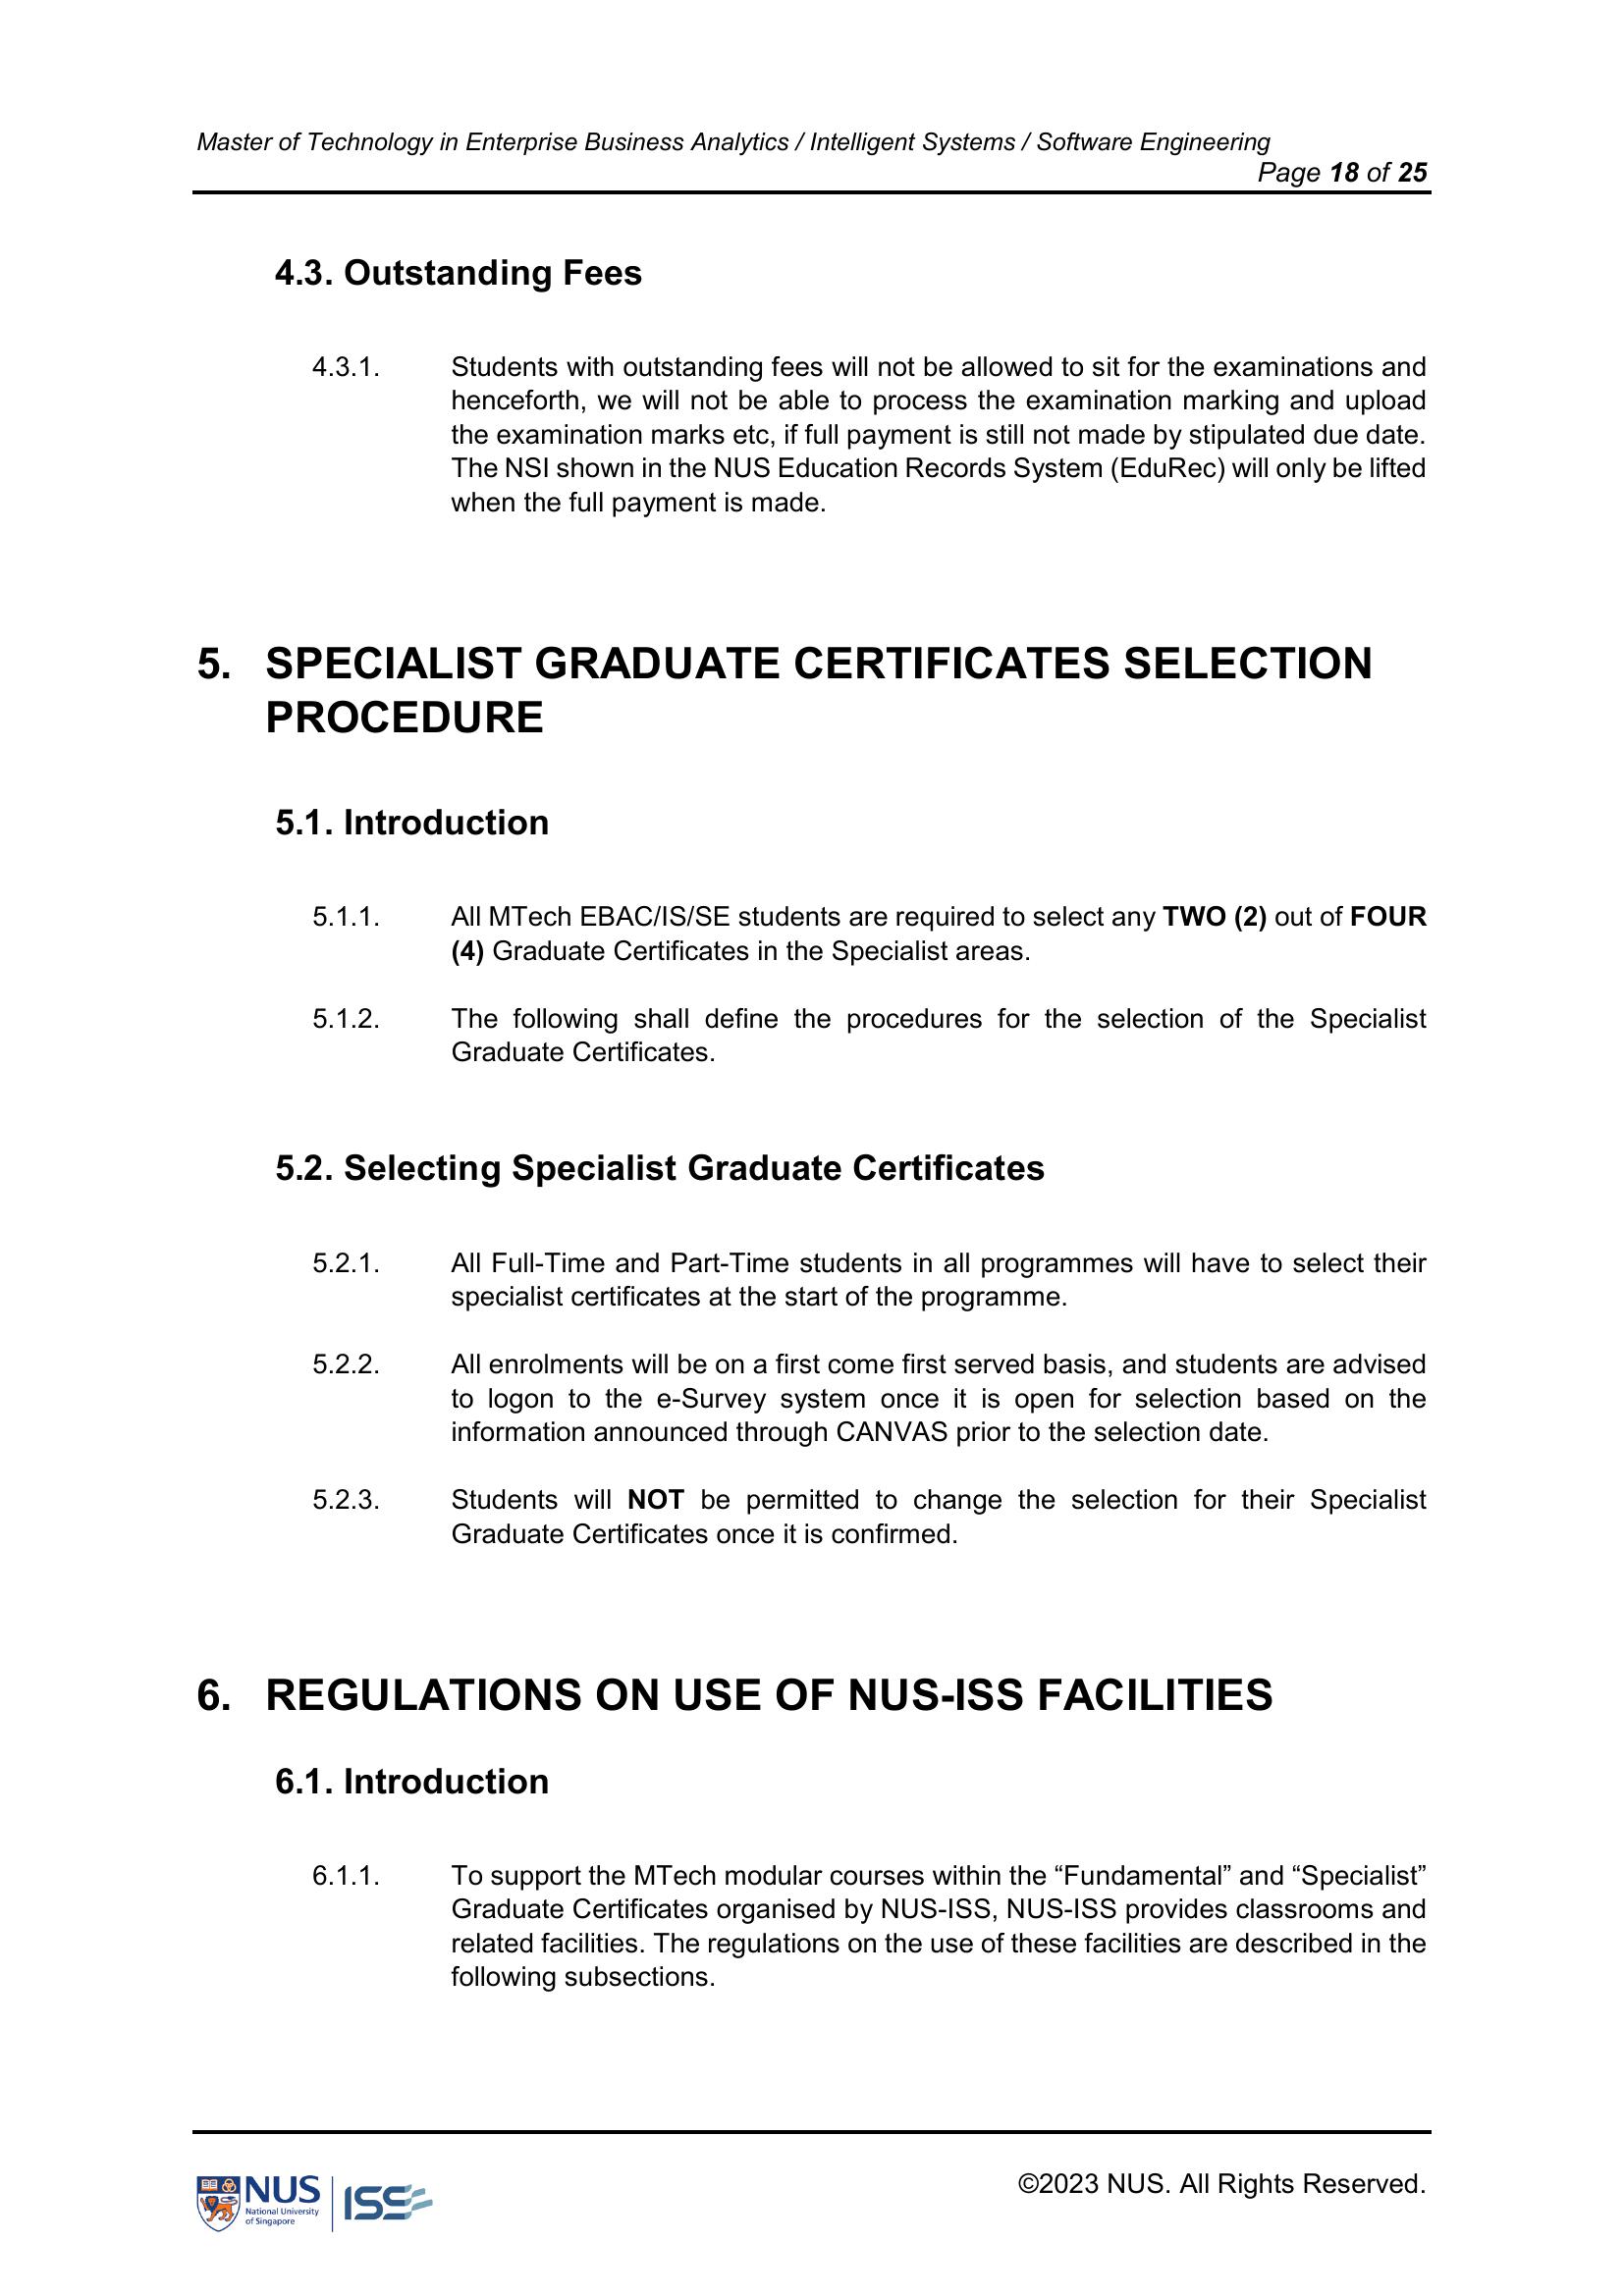 Master of Technology in Enterprise Business Analytics / Intelligent Systems / Software Engineering
Page 18 of 25
4.3. Outstanding Fees
4.3.1. Students with outstanding fees will not be allowed to sit for the examinations and
henceforth, we will not be able to process the examination marking and upload
the examination marks etc, if full payment is still not made by stipulated due date.
The NSI shown in the NUS Education Records System (EduRec) will only be lifted
when the full payment is made.
5. SPECIALIST GRADUATE CERTIFICATES SELECTION
PROCEDURE
5.1. Introduction
5.1.1. All MTech EBAC/IS/SE students are required to select any TWO (2) out of FOUR
(4) Graduate Certificates in the Specialist areas.
5.1.2. The following shall define the procedures for the selection of the Specialist
Graduate Certificates.
5.2. Selecting Specialist Graduate Certificates
5.2.1. All Full-Time and Part-Time students in all programmes will have to select their
specialist certificates at the start of the programme.
5.2.2. All enrolments will be on a first come first served basis, and students are advised
to logon to the e-Survey system once it is open for selection based on the
information announced through CANVAS prior to the selection date.
5.2.3. Students will NOT be permitted to change the selection for their Specialist
Graduate Certificates once it is confirmed.
6. REGULATIONS ON USE OF NUS-ISS FACILITIES
6.1. Introduction
6.1.1. To support the MTech modular courses within the “Fundamental” and “Specialist”
Graduate Certificates organised by NUS-ISS, NUS-ISS provides classrooms and
related facilities. The regulations on the use of these facilities are described in the
following subsections.
©2023 NUS. All Rights Reserved.
NUS
National University
of Singapore
ISS